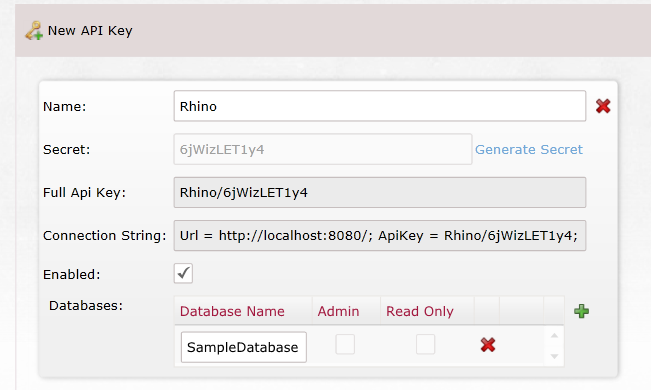 New API Key
Name: Rhino
Secret: 6jWizLET1y4 Generate Secret
Full Api Key: Rhino/6jWizLET1y4
Connection String: Url = http://localhost:8080/; ApiKey = Rhino/6jWizLET1y4;
Enabled:
Databases: Database Name Admin Read Only
SampleDatabase